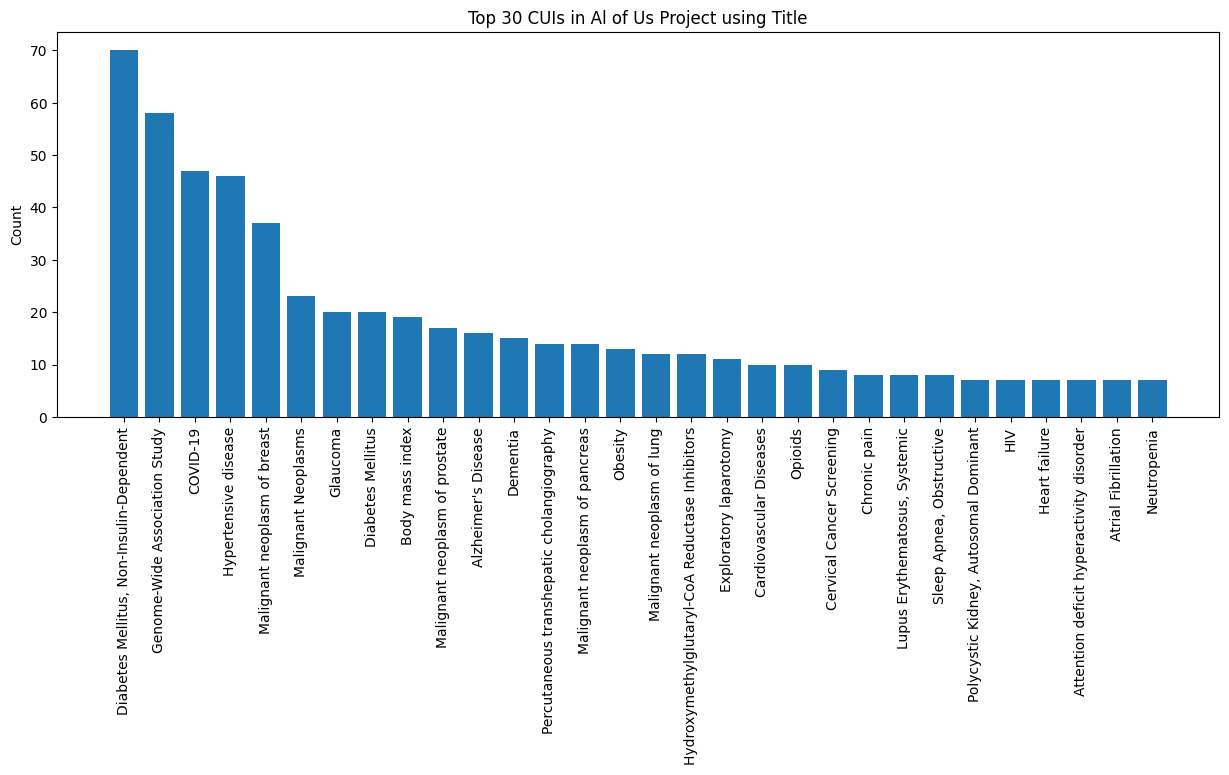 Top 30 CUIs in Al of Us Project using Title
Count
70
60
50
40
30
20
10
0
Diabetes Mellitus, Non-Insulin-Dependent
Genome-Wide Association Study
COVID-19
Hypertensive disease
Malignant neoplasm of breast
Malignant Neoplasms
Glaucoma
Diabetes Mellitus
Body mass index
Malignant neoplasm of prostate
Alzheimer's Disease
Dementia
Percutaneous transhepatic cholangiography
Malignant neoplasm of pancreas
Obesity
Malignant neoplasm of lung
Hydroxymethylglutaryl-CoA Reductase Inhibitors
Exploratory laparotomy
Cardiovascular Diseases
Opioids
Cervical Cancer Screening
Chronic pain
Lupus Erythematosus, Systemic
Sleep Apnea, Obstructive
Polycystic Kidney, Autosomal Dominant
HIV
Heart failure
Attention deficit hyperactivity disorder
Atrial Fibrillation
Neutropenia